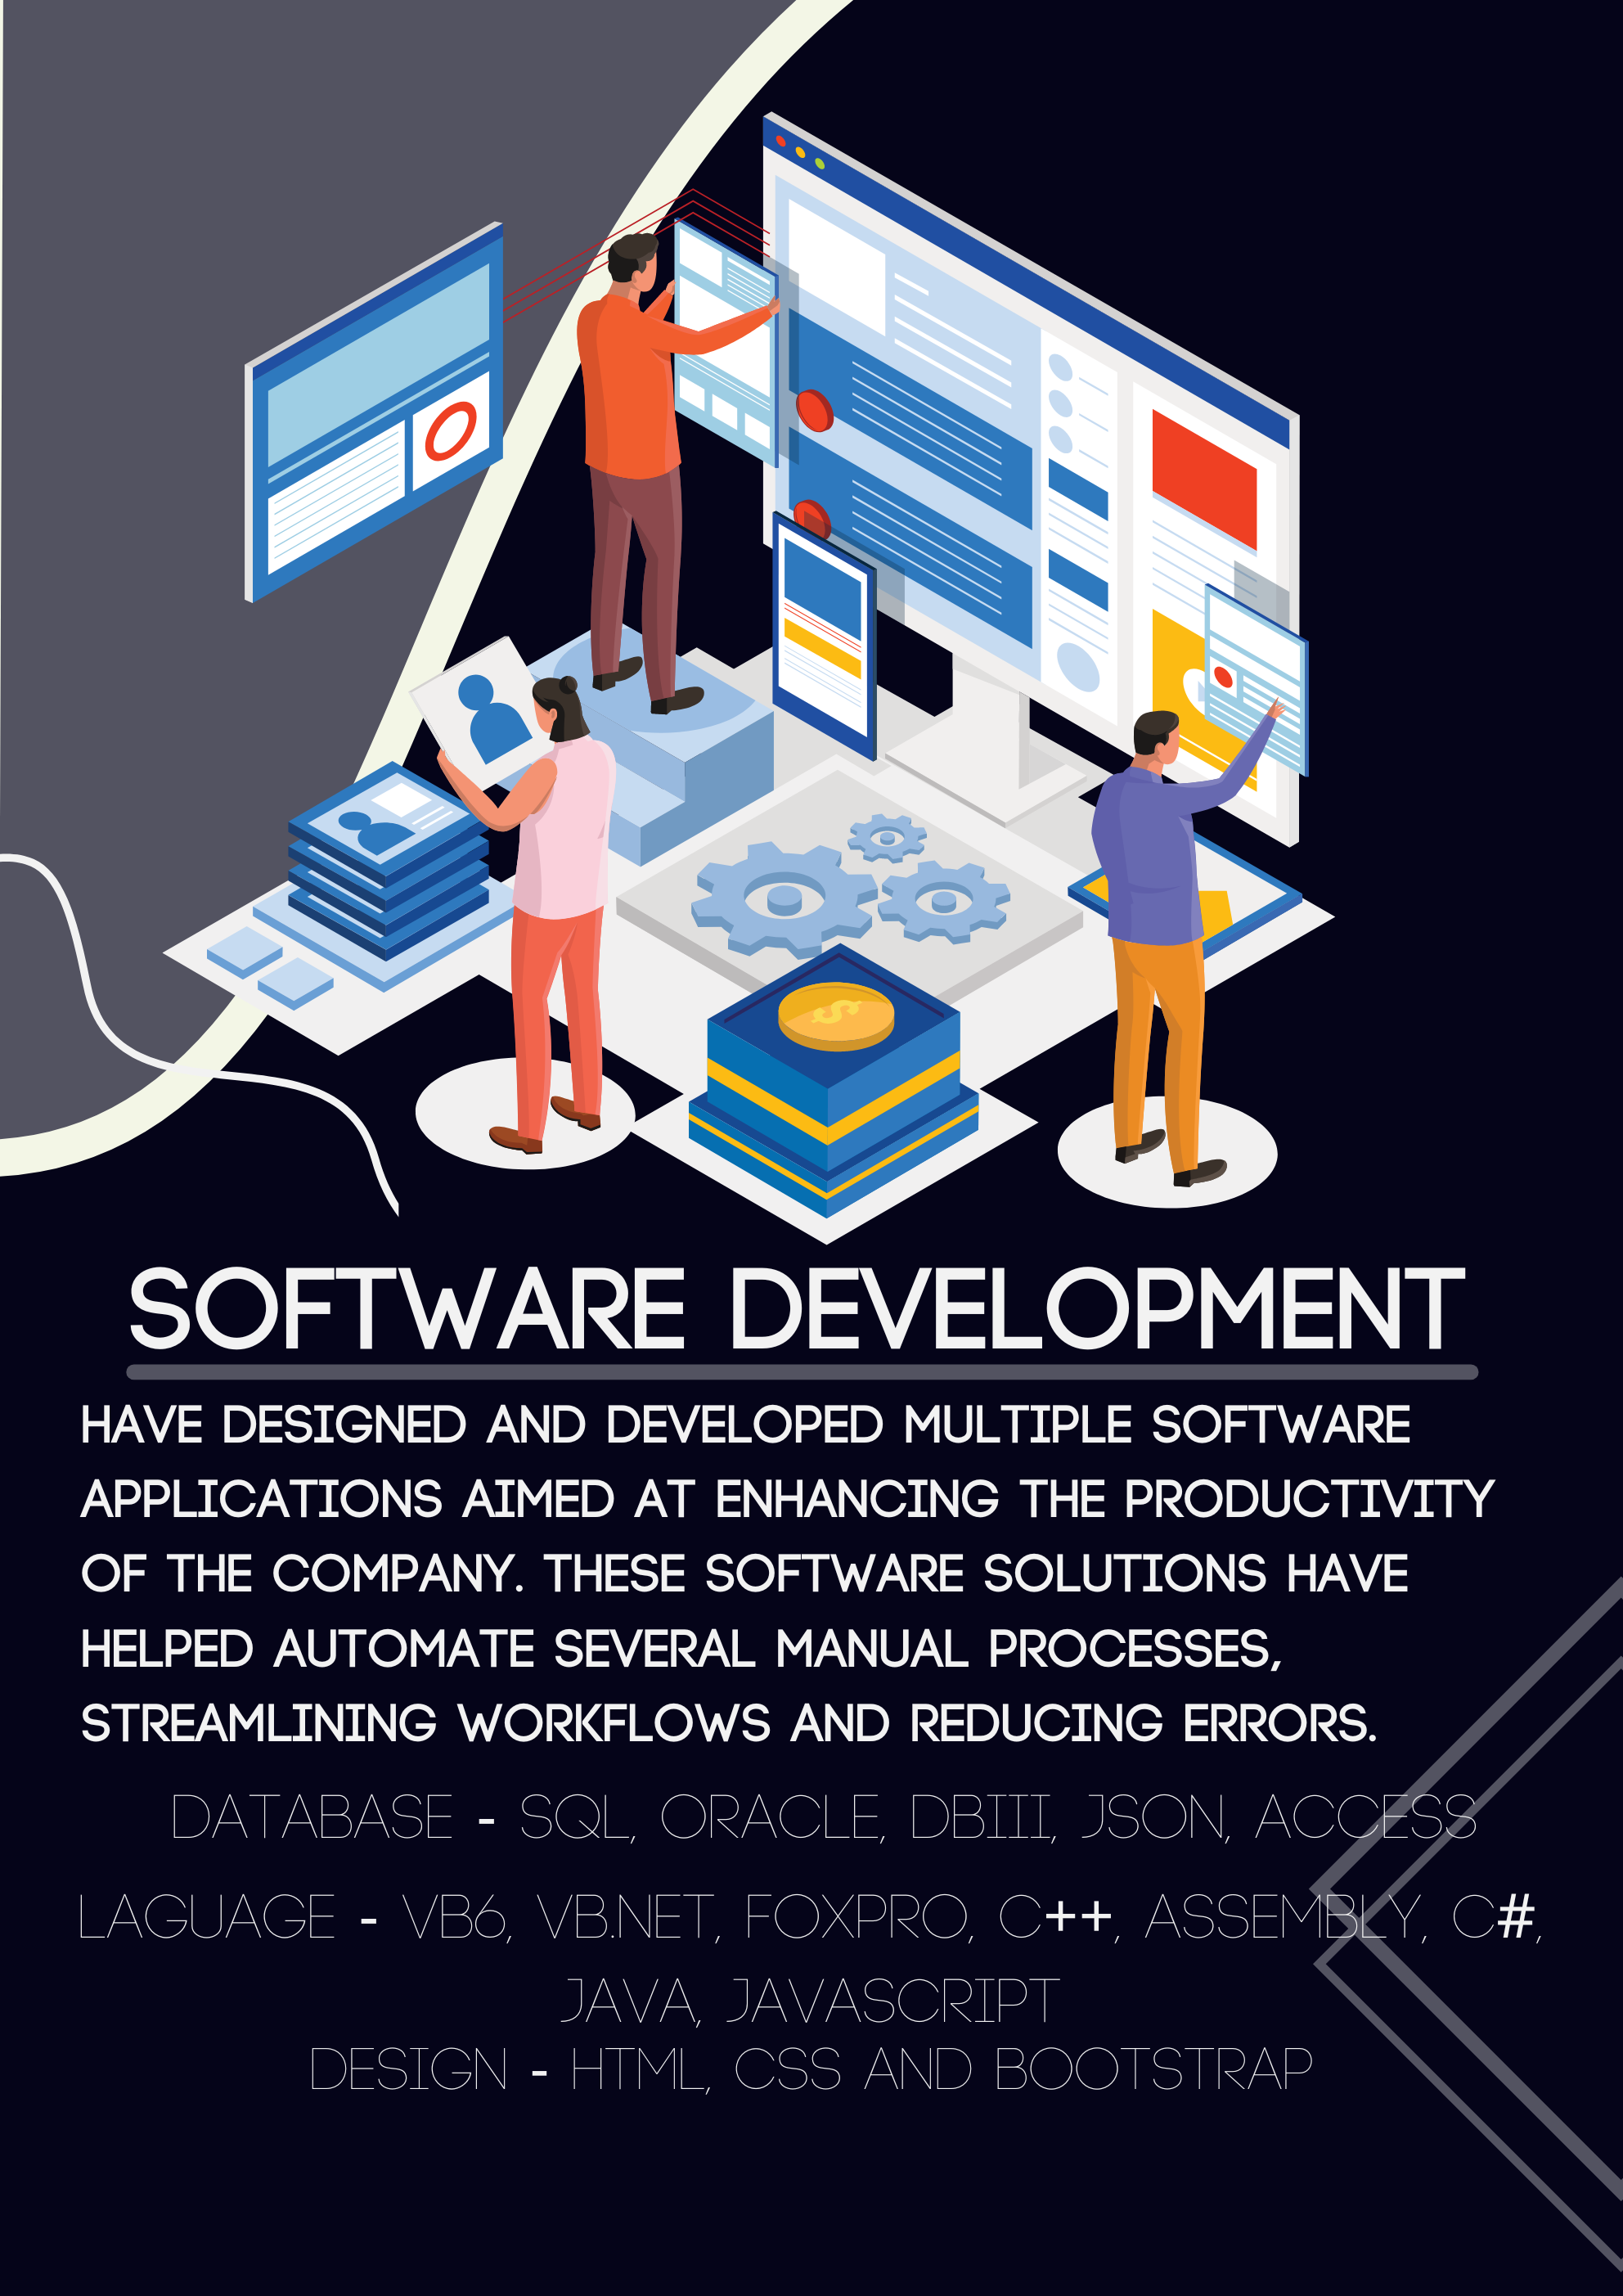 SOFTWARE DEVELOPMENT
HAVE DESIGNED AND DEVELOPED MULTIPLE SOFTWARE
APPLICATIONS AIMED AT ENHANCING THE PRODUCTIVITY
OF THE COMPANY. THESE SOFTWARE SOLUTIONS HAVE
HELPED AUTOMATE SEVERAL MANUAL PROCESSES,
STREAMLINING WORKFLOWS AND REDUCING ERRORS.
DATABASE - SQL, ORACLE, DBIII, JSON, ACCESS
LAGUAGE - VB6, VB.NET, FOXPRO, C++, ASSEMBLY, C#,
JAVA, JAVASCRIPT
DESIGN - HTML, CSS AND BOOTSTRAP